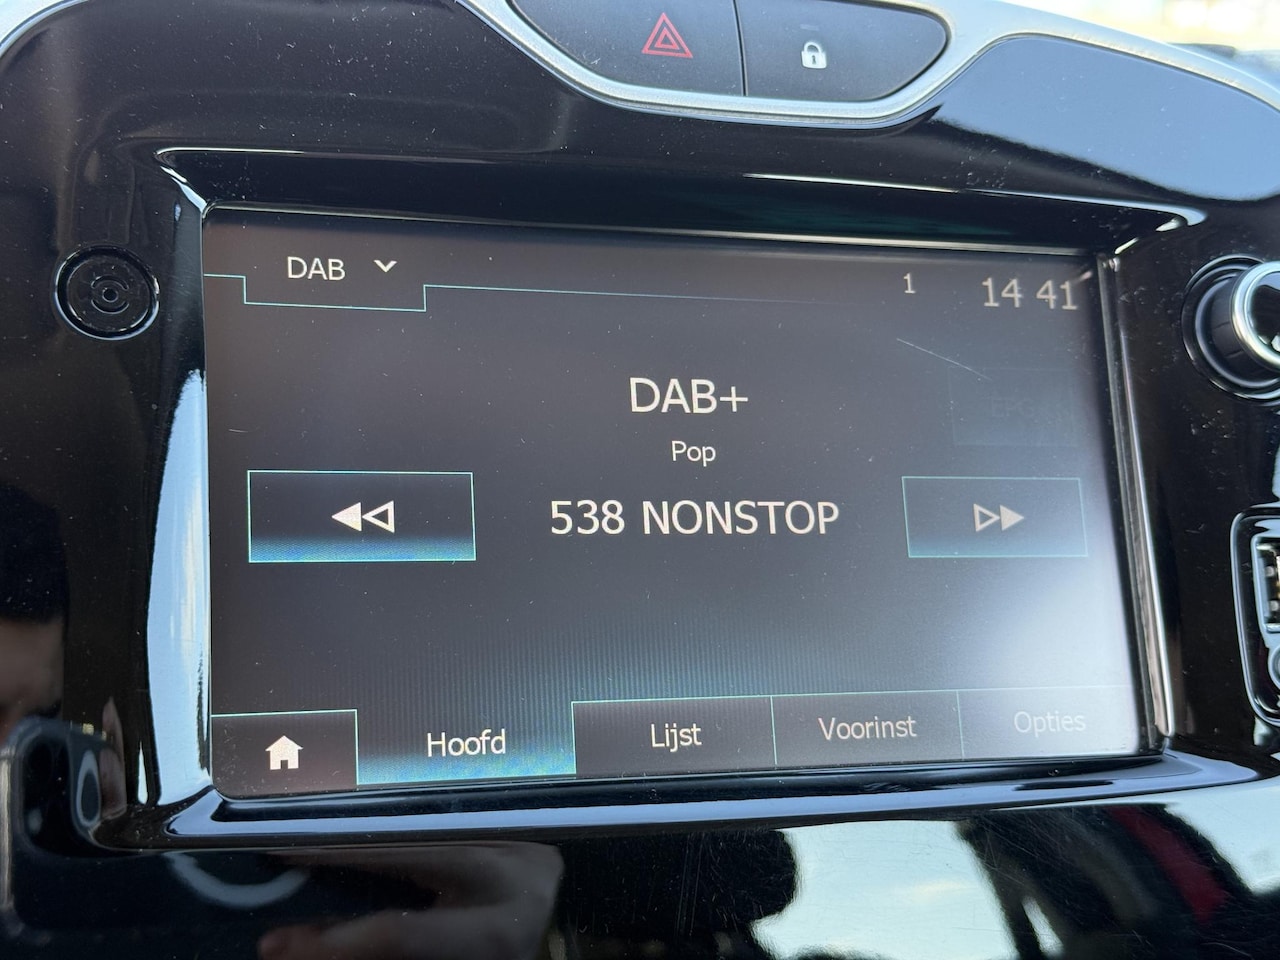 DAB
1
14 41
DAB+
Pop
538 NONSTOP
Hoofd
Lijst
Voorinst
Opties